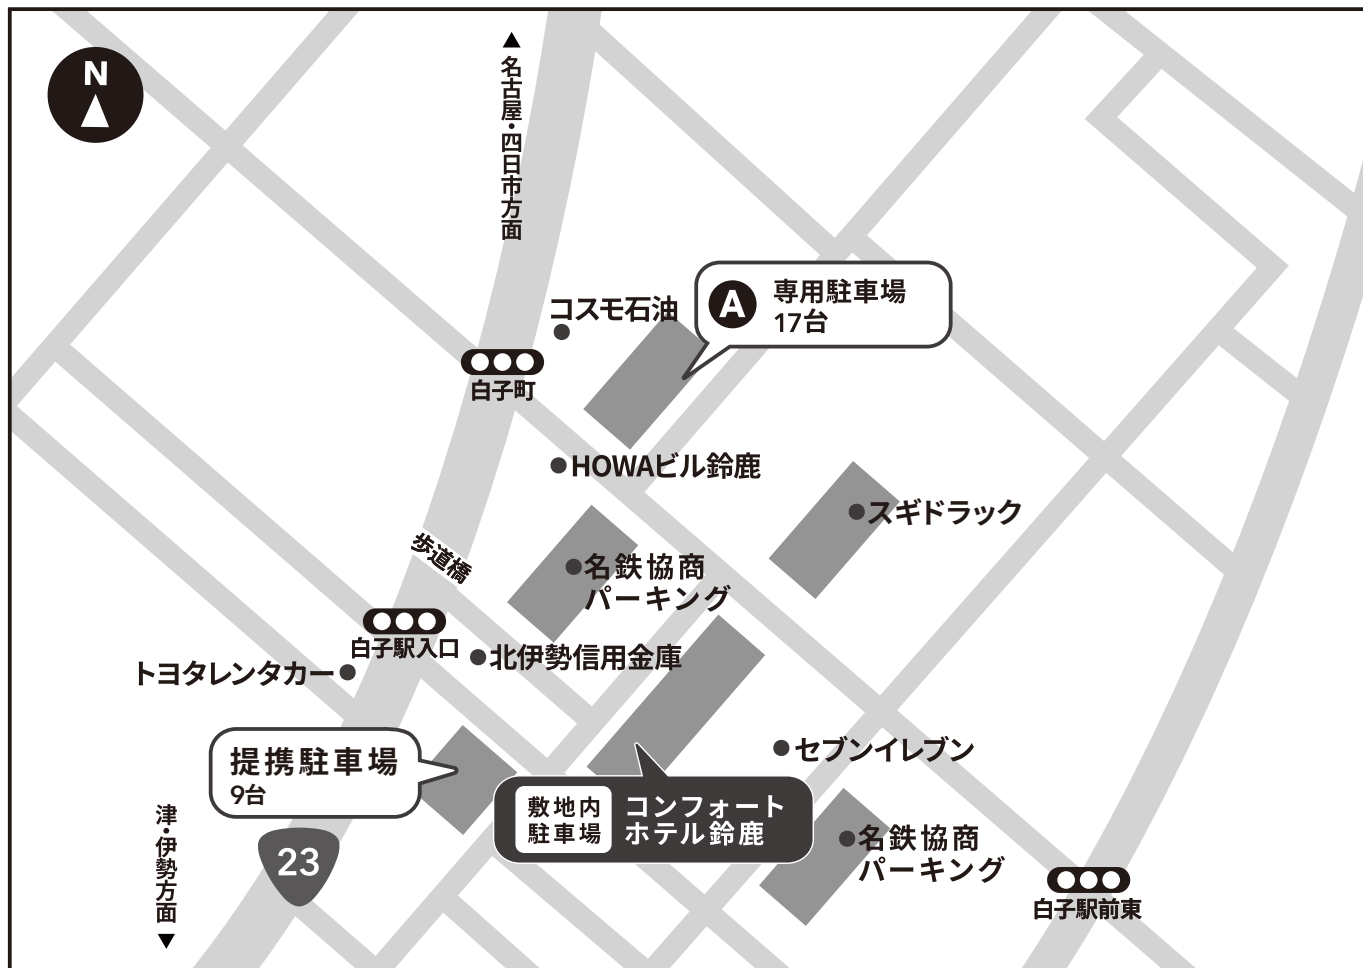 N
▲
名古屋・四日市方面
コスモ石油
A
専用駐車場
17台
白子町
HOWAビル鈴鹿
スギドラック
歩道橋
名鉄協商
パーキング
白子駅入口
北伊勢信用金庫
トヨタレンタカー
提携駐車場
9台
セブンイレブン
敷地内
駐車場
コンフォート
ホテル鈴鹿
津・伊勢方面
▼
23
名鉄協商
パーキング
白子駅前東